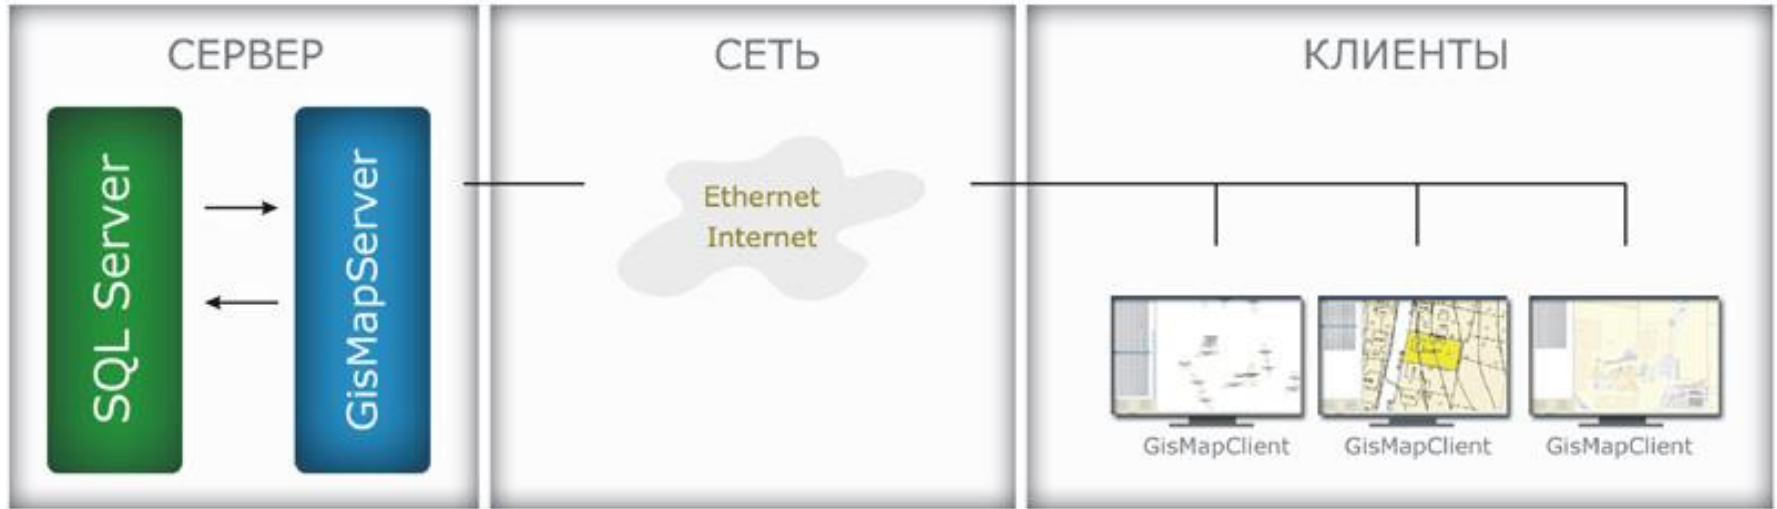 СЕРВЕР
SQL Server
GisMapServer
СЕТЬ
Ethernet
Internet
КЛИЕНТЫ
GisMapClient
GisMapClient
GisMapClient